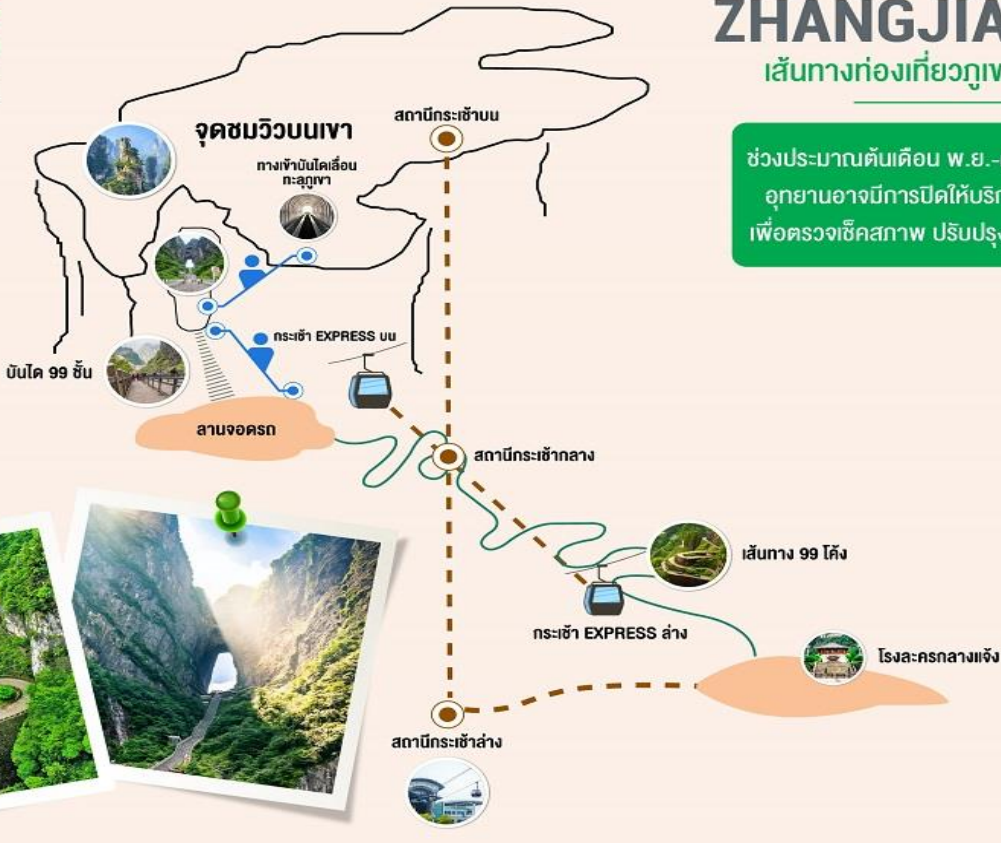 ZHANGJIA
เส้นทางท่องเที่ยวภูเข
ช่วงประมาณต้นเดือน พ.ย.-
อุทยานอาจมีการปิดให้บริก
เพื่อตรวจเช็คสภาพ ปรับปรุง
สถานีกระเช้าบน
จุดชมวิวบนเขา
ทางเข้าบันไดเลื่อน
ทะลุภูเขา
กระเช้า EXPRESS บน
บันได 99 ชั้น
ลานจอดรถ
สถานีกระเช้ากลาง
เส้นทาง 99 โค้ง
กระเช้า EXPRESS ล่าง
โรงละครกลางแจ้ง
สถานีกระเช้าล่าง